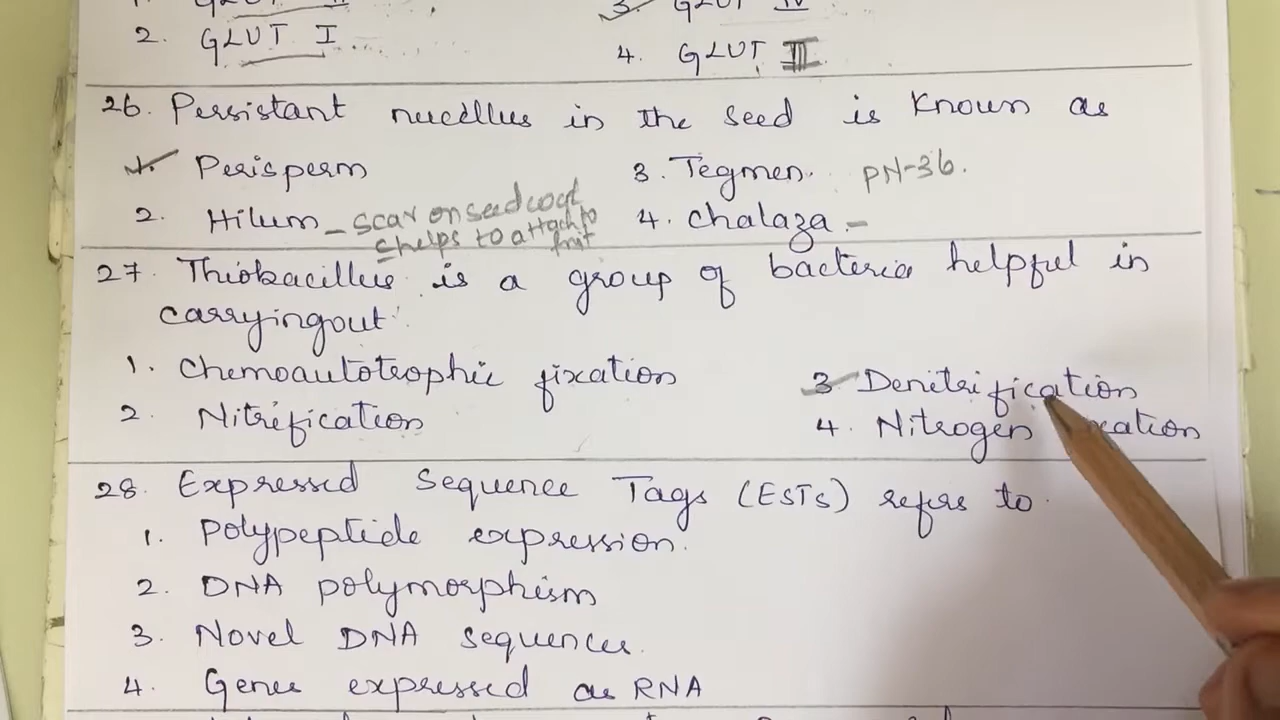 3. GLUT IV
2. GLUT I
4. GLUT III
26. Persistant nucellus in the seed is known as
1. Perisperm
3. Tegmen. PN-36.
2. Hilum - scar on seed coat
& helps to attach to
fruit
4. Chalaza -
27. Thiobacillus is a group of bacteria helpful in
carryingout
1. Chemoautotrophic fixation
3 Denitrification
2. Nitrification
4. Nitrogen
28. Expressed Sequence Tags (ESTs) refers to
1. Polypeptide expression.
2. DNA polymorphism
3. Novel DNA sequences.
4. Genes expressed as RNA